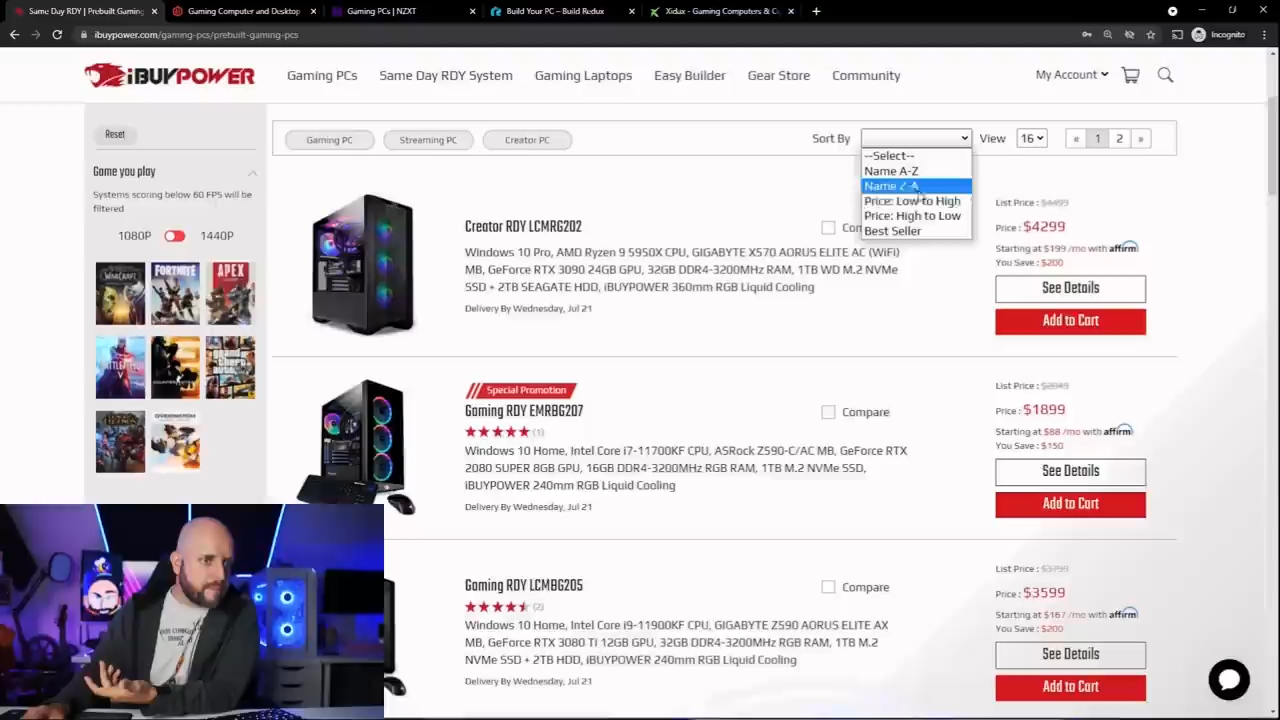 Same Day RDY | Prebuilt Gaming
Gaming Computer and Desktop
Gaming PCs | NZXT
Build Your PC – Build Redux
Xidax - Gaming Computers & Cu
ibuypower.com/gaming-pcs/prebuilt-gaming-pcs
Incognito
iBUYPOWER
Gaming PCs
Same Day RDY System
Gaming Laptops
Easy Builder
Gear Store
Community
My Account
Reset
Game you play
Systems scoring below 60 FPS will be
filtered
1080P
1440P
WARCRAFT
FORTNITE
APEX
Gaming PC
Streaming PC
Creator PC
Sort By
View
16
«
1
2
»
--Select--
Name A-Z
Name Z-A
Price: Low to High
Price: High to Low
Best Seller
Creator RDY LCMRG202
Windows 10 Pro, AMD Ryzen 9 5950X CPU, GIGABYTE X570 AORUS ELITE AC (WiFi)
MB, GeForce RTX 3090 24GB GPU, 32GB DDR4-3200MHz RAM, 1TB WD M.2 NVMe
SSD + 2TB SEAGATE HDD, iBUYPOWER 360mm RGB Liquid Cooling
Delivery By Wednesday, Jul 21
List Price : $4499
Price : $4299
Starting at $199 /mo with affirm
You Save : $200
See Details
Add to Cart
Special Promotion
Gaming RDY EMRBG207
(1)
Windows 10 Home, Intel Core i7-11700KF CPU, ASRock Z590-C/AC MB, GeForce RTX
2080 SUPER 8GB GPU, 16GB DDR4-3200MHz RGB RAM, 1TB M.2 NVMe SSD,
iBUYPOWER 240mm RGB Liquid Cooling
Delivery By Wednesday, Jul 21
Compare
List Price : $2049
Price : $1899
Starting at $88 /mo with affirm
You Save : $150
See Details
Add to Cart
Gaming RDY LCMBG205
(2)
Windows 10 Home, Intel Core i9-11900KF CPU, GIGABYTE Z590 AORUS ELITE AX
MB, GeForce RTX 3080 Ti 12GB GPU, 32GB DDR4-3200MHz RGB RAM, 1TB M.2
NVMe SSD + 2TB HDD, iBUYPOWER 240mm RGB Liquid Cooling
Delivery By Wednesday, Jul 21
Compare
List Price : $3799
Price : $3599
Starting at $167 /mo with affirm
You Save : $200
See Details
Add to Cart